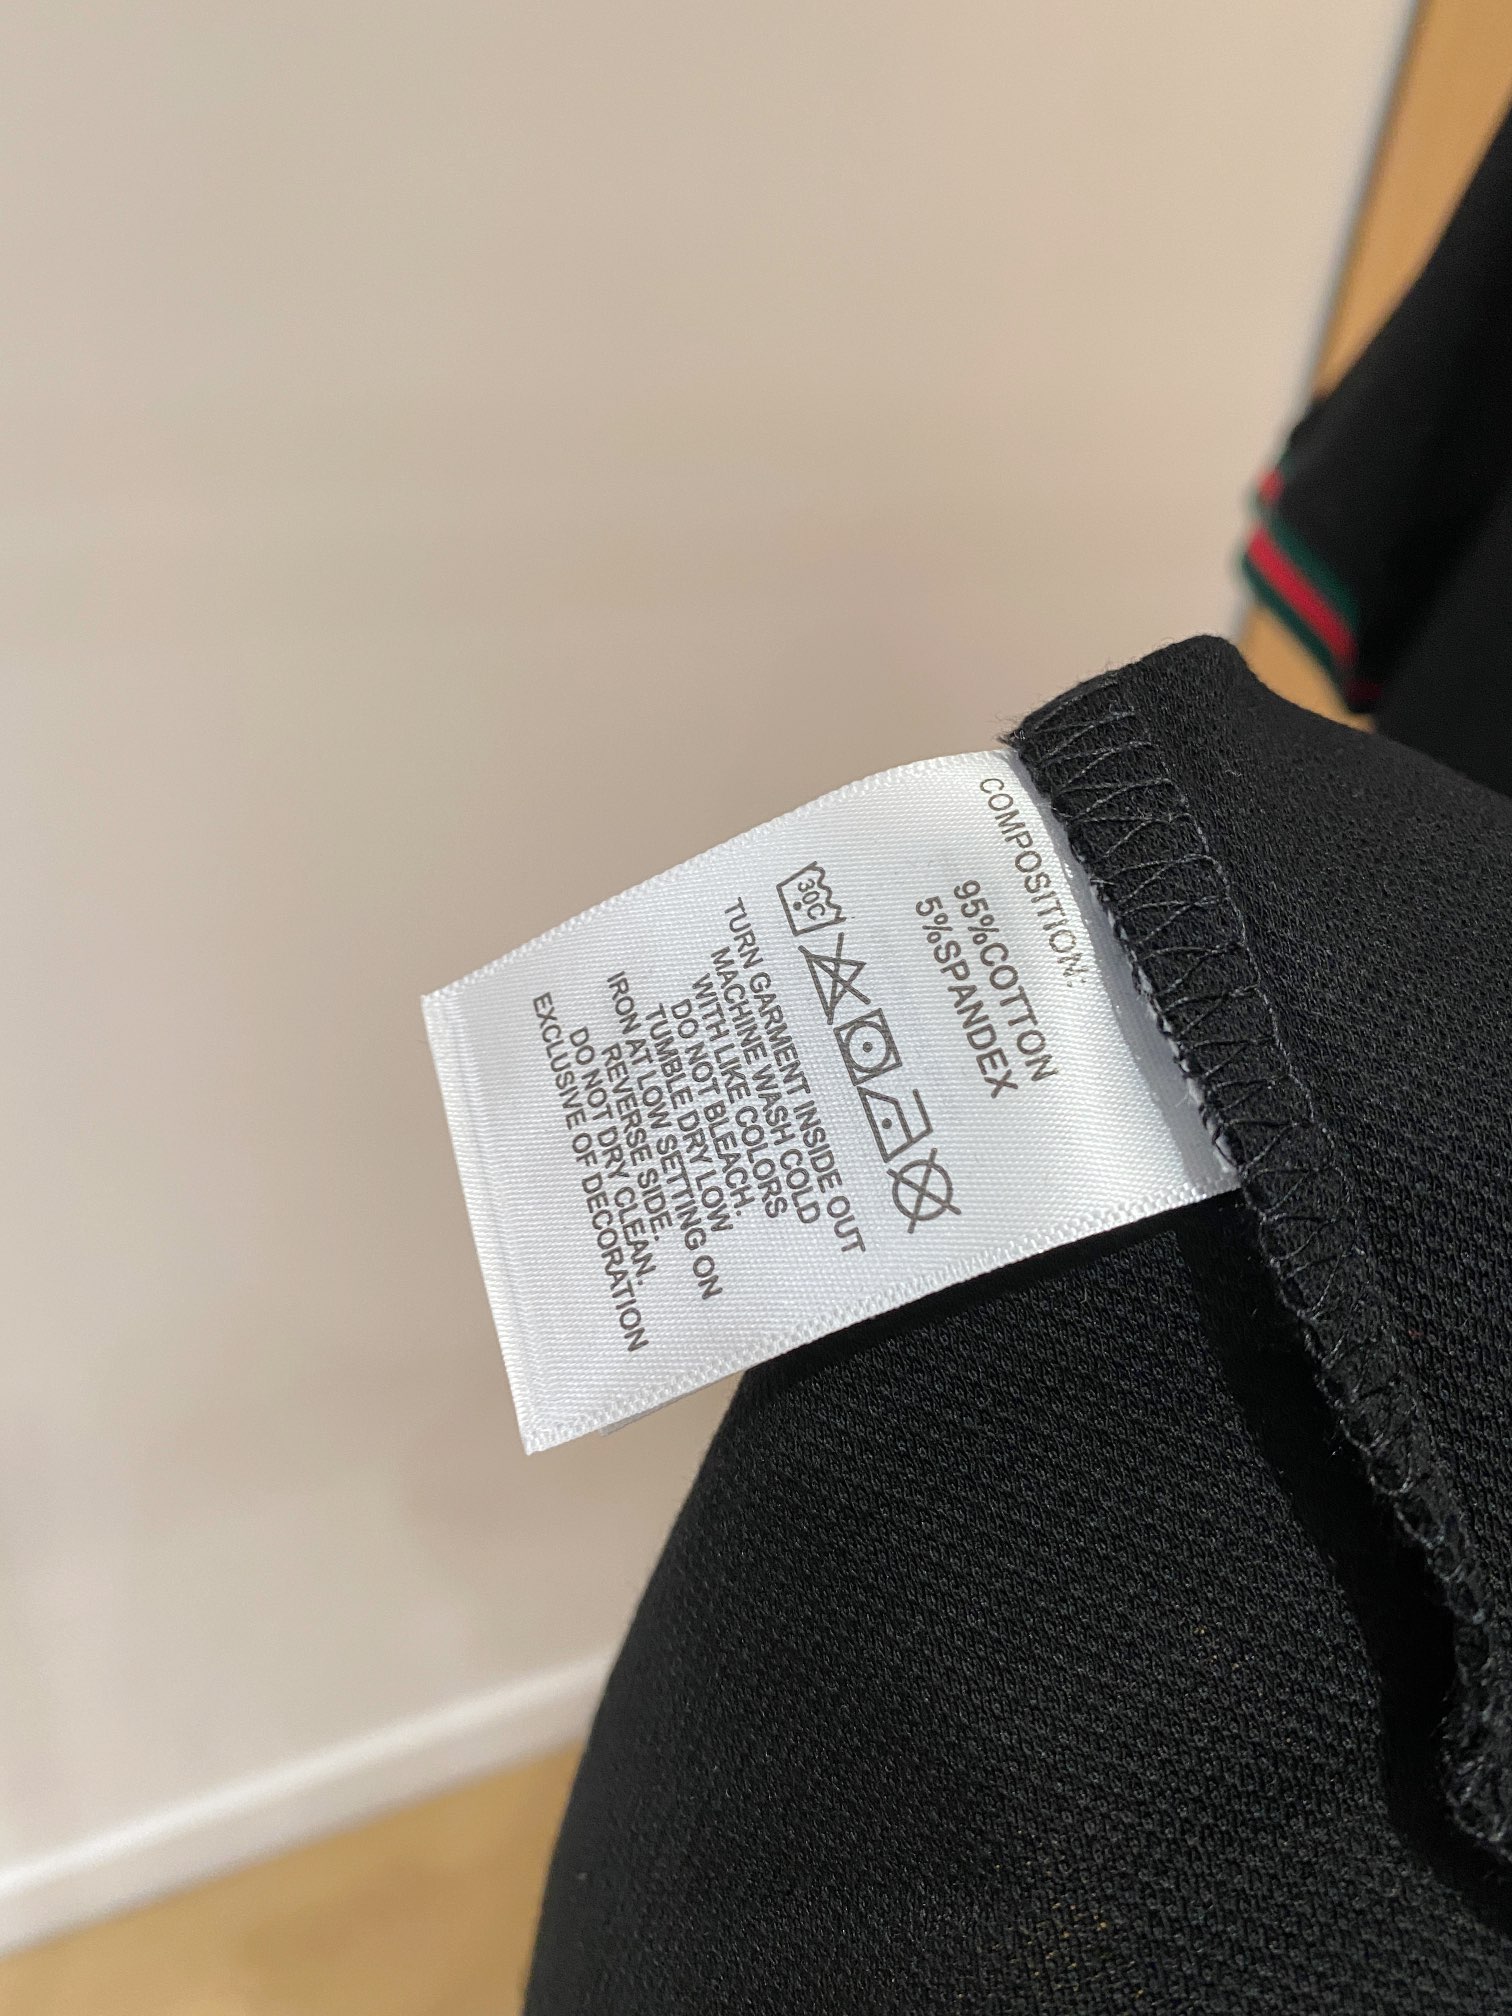 COMPOSITION:
95%COTTON
5%SPANDEX
30C
TURN GARMENT INSIDE OUT
MACHINE WASH COLD
WITH LIKE COLORS
DO NOT BLEACH.
TUMBLE DRY LOW
IRON AT LOW SETTING ON
REVERSE SIDE.
DO NOT DRY CLEAN.
EXCLUSIVE OF DECORATION